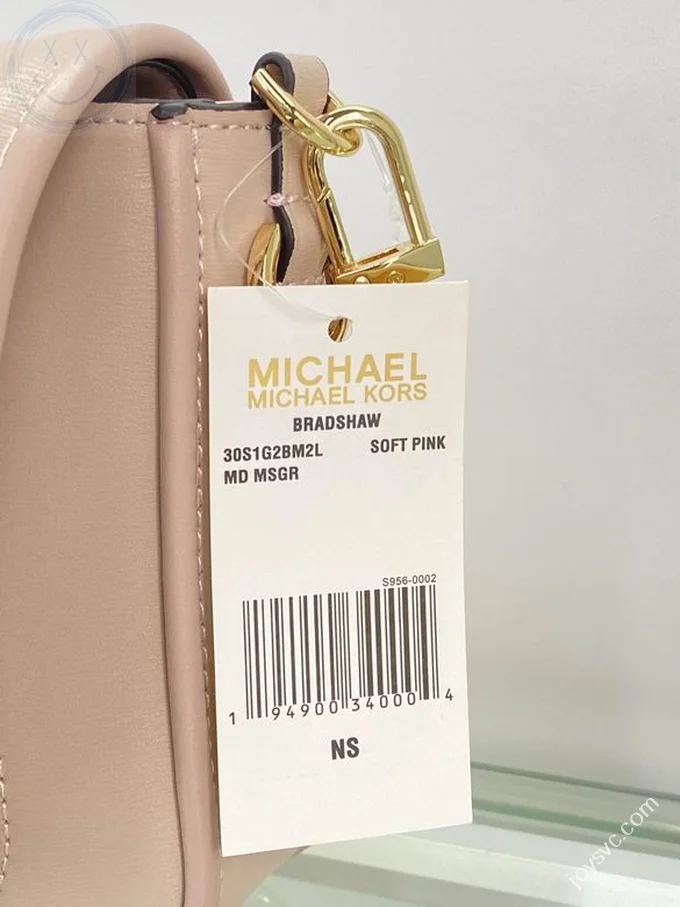 MICHAEL
MICHAEL KORS
BRADSHAW
30S1G2BM2L SOFT PINK
MD MSGR
S956-0002
1 94900 34000 4
NS
joysvc.com